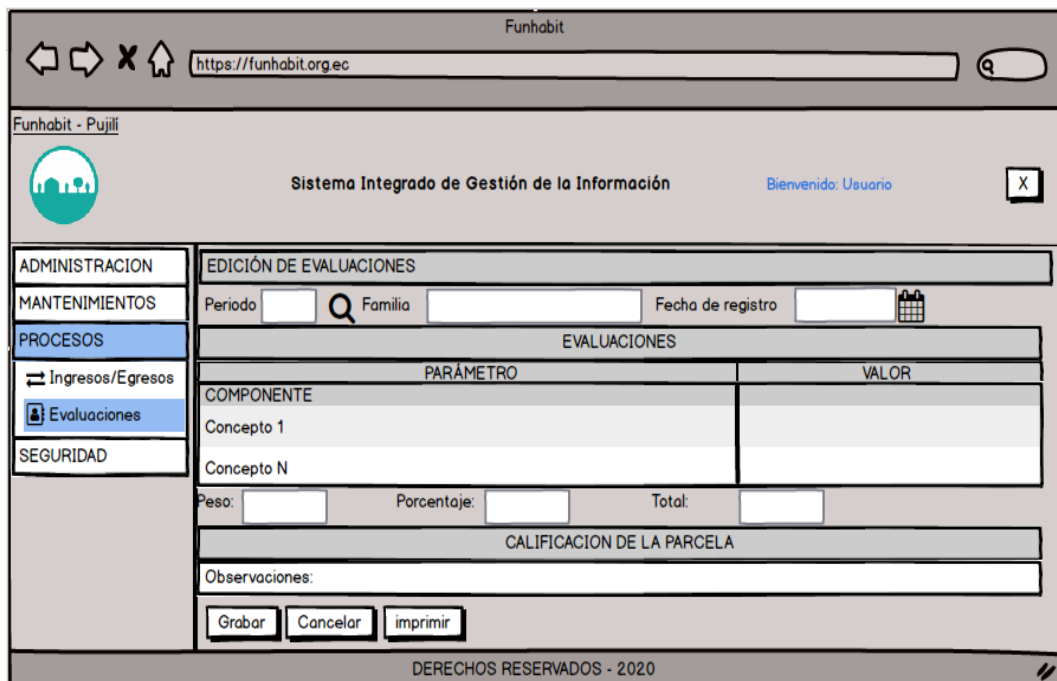 Funhabit
https://funhabit.org.ec
Funhabit - Pujilí
Sistema Integrado de Gestión de la Información
Bienvenido: Usuario
X
ADMINISTRACION
MANTENIMIENTOS
PROCESOS
Ingresos/Egresos
Evaluaciones
SEGURIDAD
EDICIÓN DE EVALUACIONES
Periodo Familia Fecha de registro
EVALUACIONES
PARÁMETRO VALOR
COMPONENTE
Concepto 1
Concepto N
Peso: Porcentaje: Total:
CALIFICACION DE LA PARCELA
Observaciones:
Grabar Cancelar imprimir
DERECHOS RESERVADOS - 2020